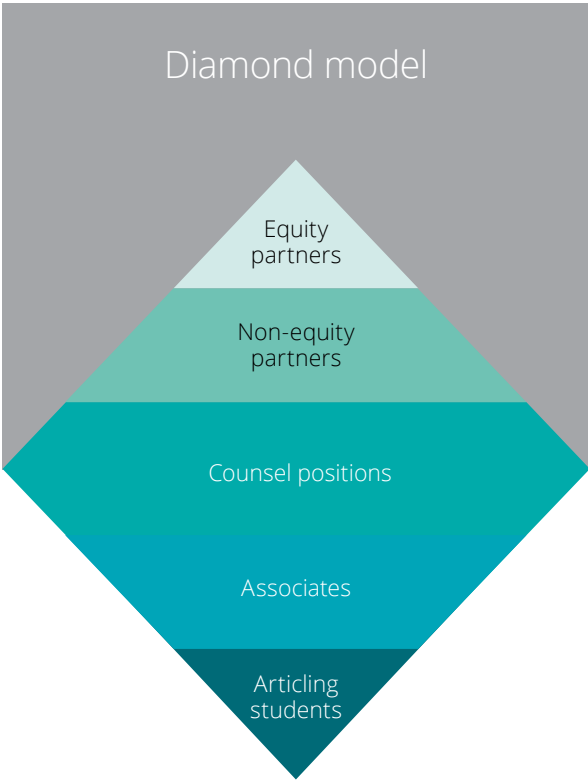 Diamond model
Equity
partners
Non-equity
partners
Counsel positions
Associates
Articling
students